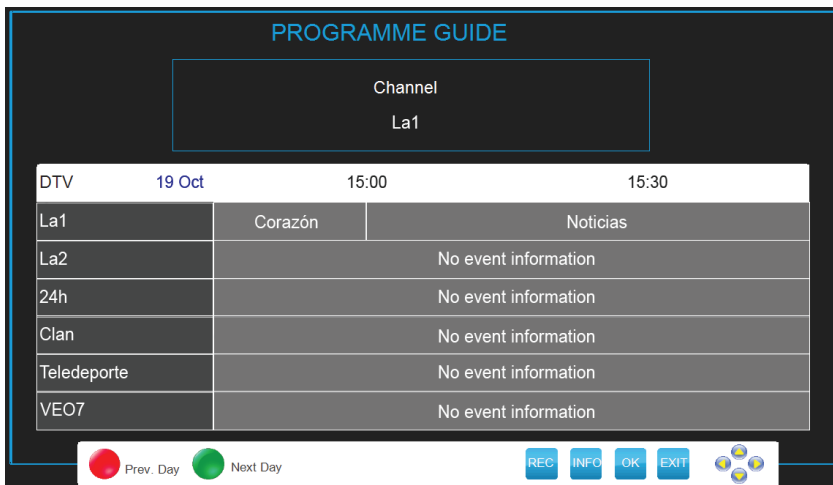 PROGRAMME GUIDE
Channel
La1
DTV 19 Oct 15:00 15:30
La1 Corazón Noticias
La2 No event information
24h No event information
Clan No event information
Teledeporte No event information
VEO7 No event information
Prev. Day Next Day REC INFO OK EXIT